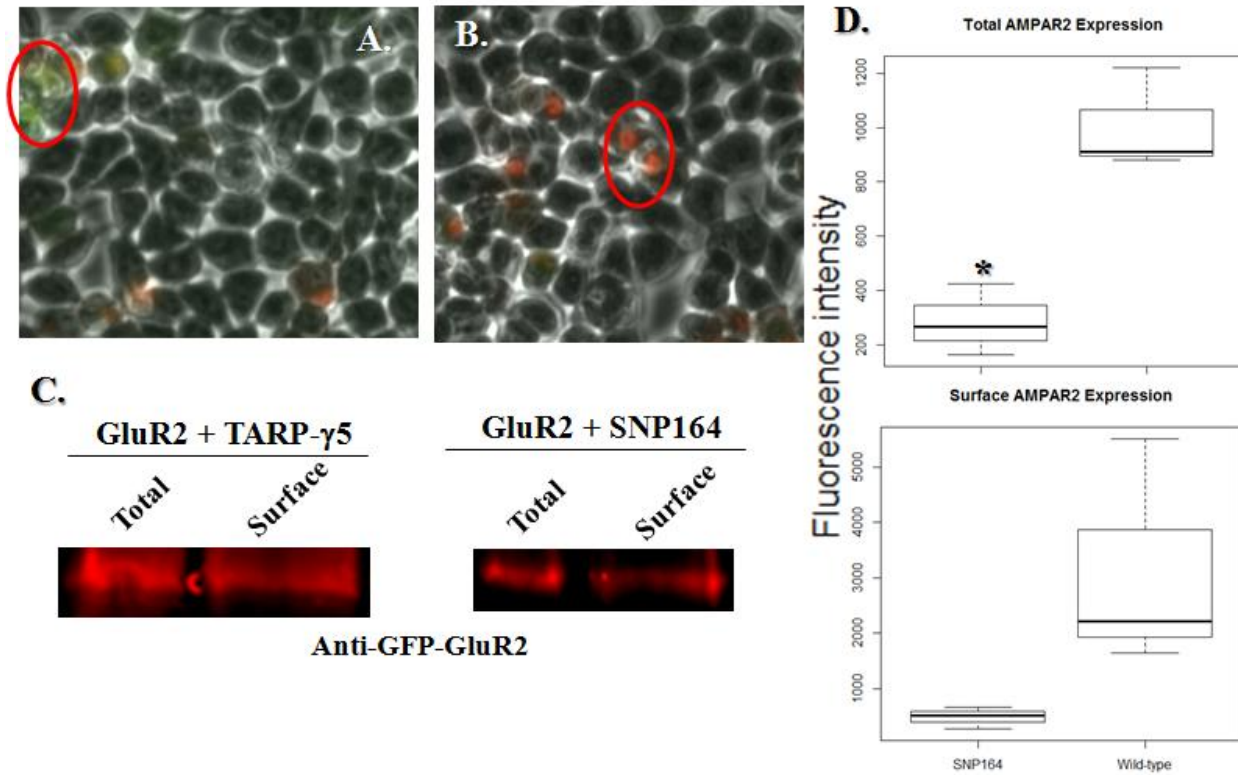 A.
B.
C.
GluR2 + TARP-γ5
GluR2 + SNP164
Total
Surface
Total
Surface
Anti-GFP-GluR2
D.
Total AMPAR2 Expression
1200
1000
800
600
400
200
*
Surface AMPAR2 Expression
Fluorescence intensity
5000
4000
3000
2000
1000
SNP164
Wild-type